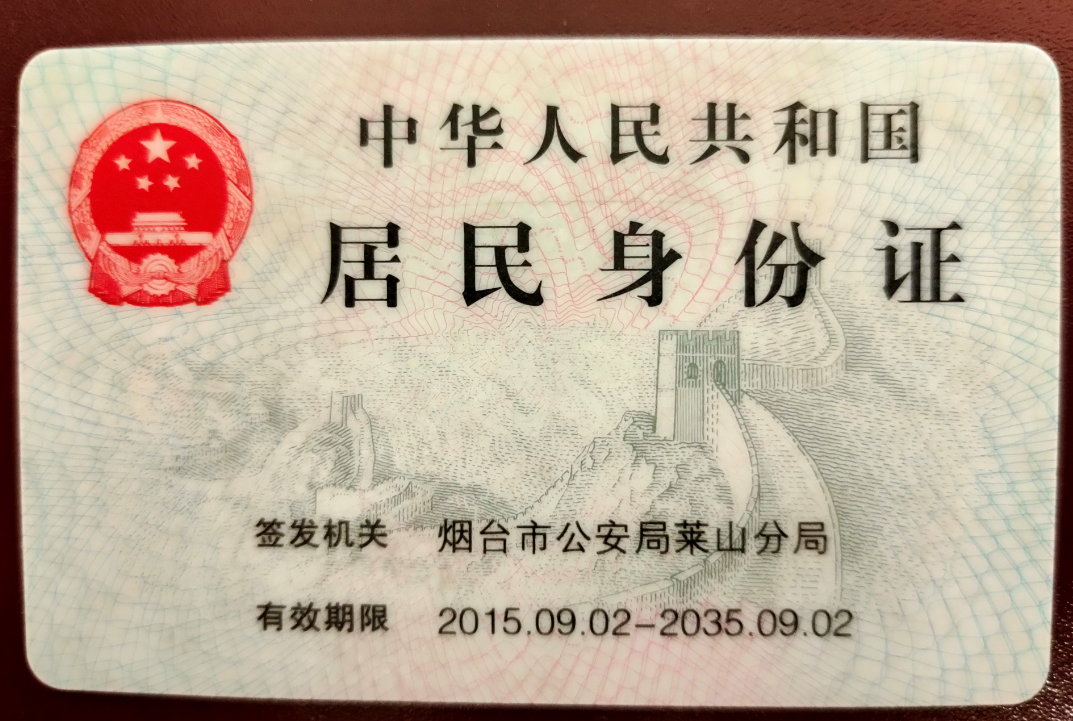 中华人民共和国
居民身份证
签发机关 烟台市公安局莱山分局
有效期限 2015.09.02-2035.09.02